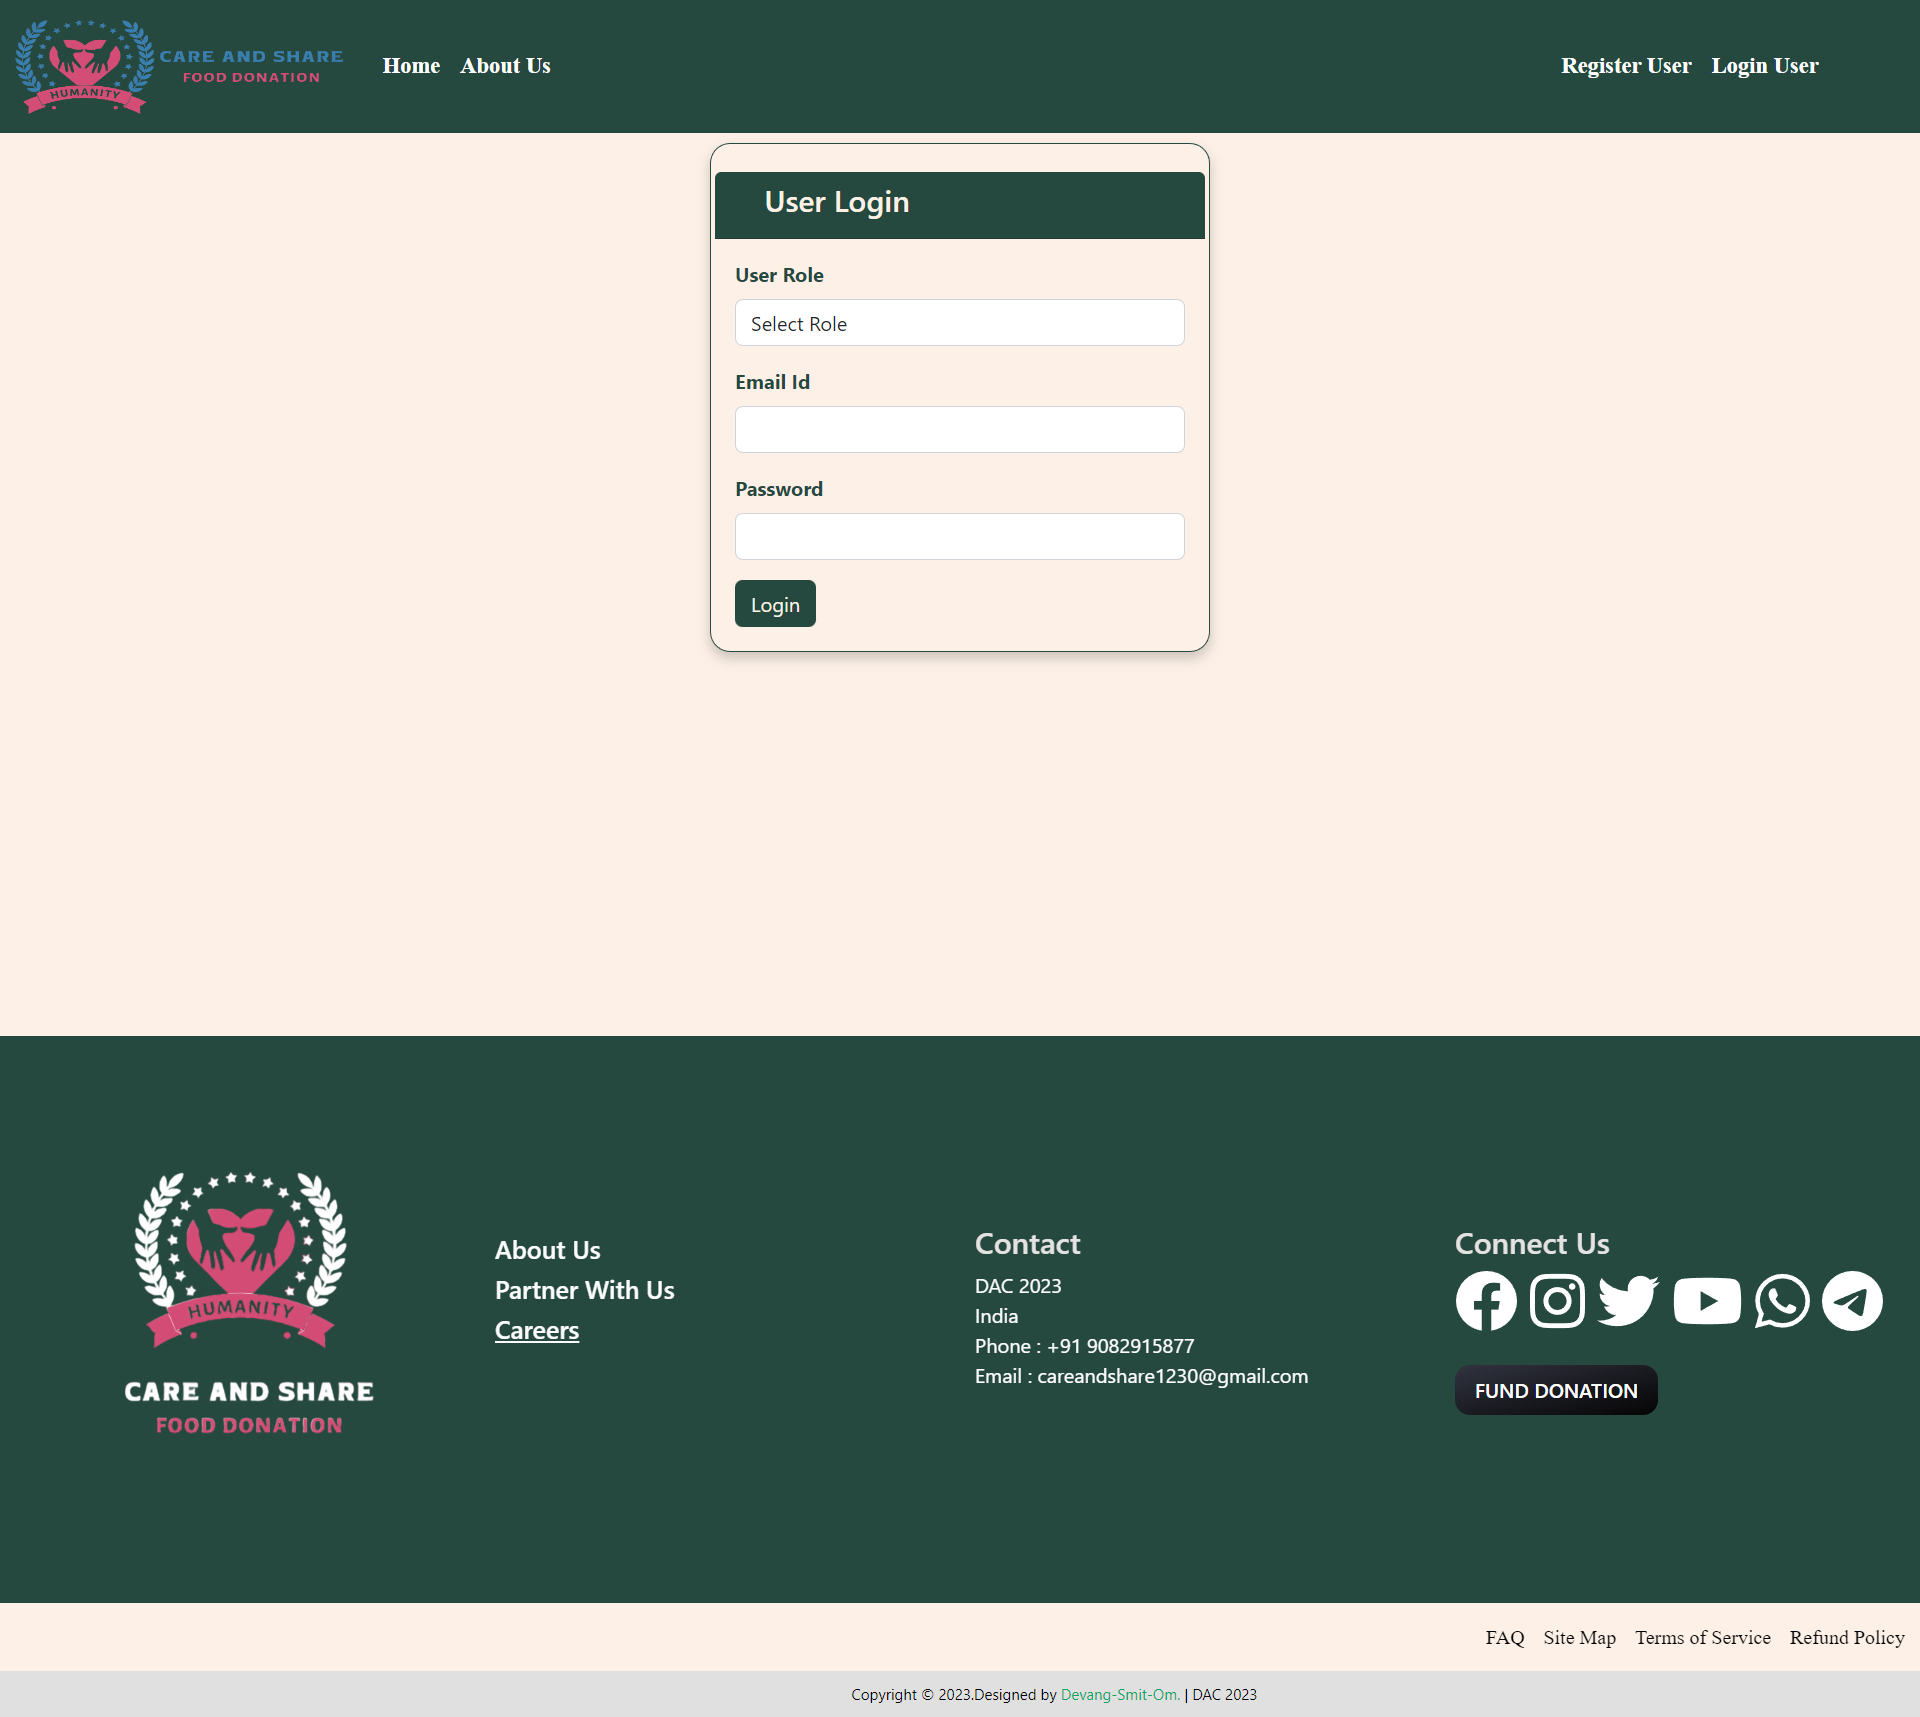 CARE AND SHARE
FOOD DONATION
HUMANITY
Home About Us
Register User Login User
User Login
User Role
Select Role
Email Id
Password
Login
HUMANITY
CARE AND SHARE
FOOD DONATION
About Us
Partner With Us
Careers
Contact
DAC 2023
India
Phone : +91 9082915877
Email : careandshare1230@gmail.com
Connect Us
FUND DONATION
FAQ Site Map Terms of Service Refund Policy
Copyright © 2023.Designed by Devang-Smit-Om. | DAC 2023